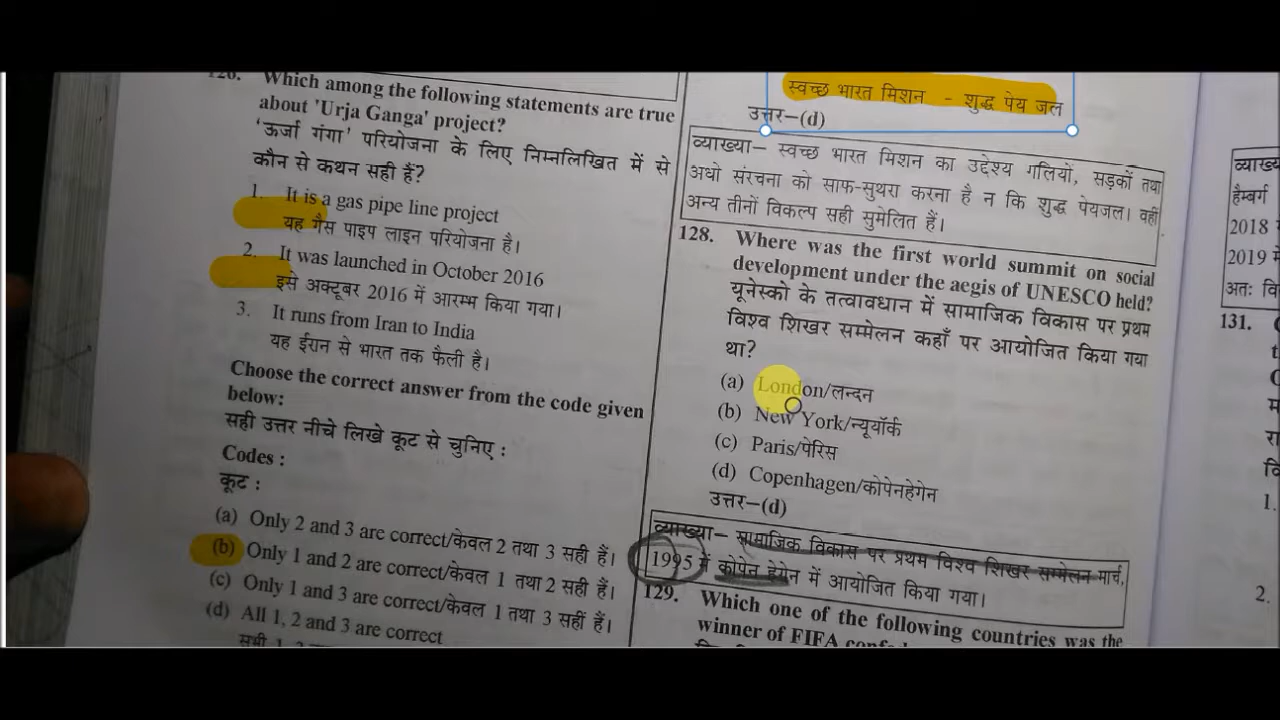 126. Which among the following statements are true
about 'Urja Ganga' project?
‘ऊर्जा गंगा’ परियोजना के लिए निम्नलिखित में से
कौन से कथन सही हैं?
1. It is a gas pipe line project
यह गैस पाइप लाइन परियोजना है।
2. It was launched in October 2016
इसे अक्टूबर 2016 में आरम्भ किया गया।
3. It runs from Iran to India
यह ईरान से भारत तक फैली है।
Choose the correct answer from the code given
below:
सही उत्तर नीचे लिखे कूट से चुनिए :
Codes :
कूट :
(a) Only 2 and 3 are correct/केवल 2 तथा 3 सही हैं।
(b) Only 1 and 2 are correct/केवल 1 तथा 2 सही हैं।
(c) Only 1 and 3 are correct/केवल 1 तथा 3 सहीं हैं।
(d) All 1, 2 and 3 are correct
स्वच्छ भारत मिशन - शुद्ध पेय जल
उत्तर–(d)
व्याख्या– स्वच्छ भारत मिशन का उद्देश्य गलियों, सड़कों तथा
अधो संरचना को साफ-सुथरा करना है न कि शुद्ध पेयजल। वहीं
अन्य तीनों विकल्प सही सुमेलित हैं।
128. Where was the first world summit on social
development under the aegis of UNESCO held?
यूनेस्को के तत्वावधान में सामाजिक विकास पर प्रथम
विश्व शिखर सम्मेलन कहाँ पर आयोजित किया गया
था?
(a) London/लन्दन
(b) New York/न्यूयॉर्क
(c) Paris/पेरिस
(d) Copenhagen/कोपेनहेगेन
उत्तर–(d)
व्याख्या– सामाजिक विकास पर प्रथम विश्व शिखर सम्मेलन मार्च,
1995 में कोपेन हेगेन में आयोजित किया गया।
129. Which one of the following countries was the
winner of FIFA
हैम्बर्ग
2018
2019 में
अतः
131.
1.
2.